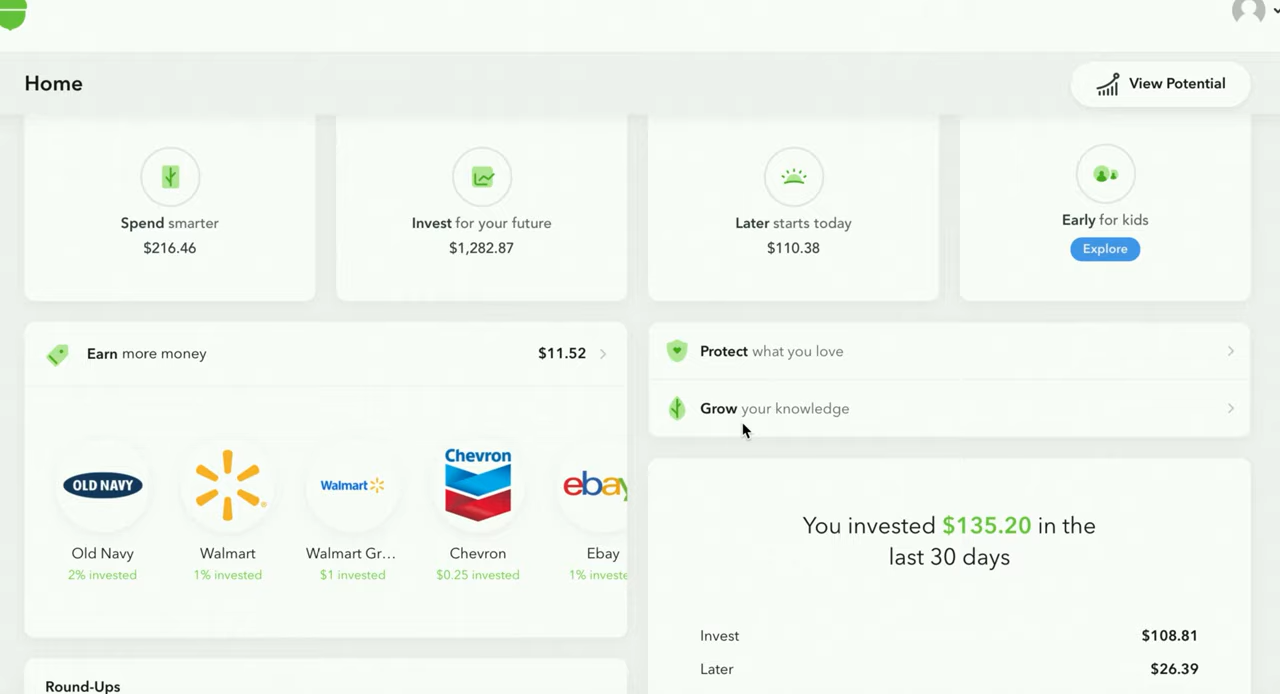 Home
View Potential
Spend smarter
$216.46
Invest for your future
$1,282.87
Later starts today
$110.38
Early for kids
Explore
Earn more money
$11.52
OLD NAVY
Walmart
Chevron
ebay
Old Navy
Walmart
Walmart Gr...
Chevron
Ebay
2% invested
1% invested
$1 invested
$0.25 invested
1% investe
Protect what you love
Grow your knowledge
You invested $135.20 in the
last 30 days
Invest
$108.81
Later
$26.39
Round-Ups